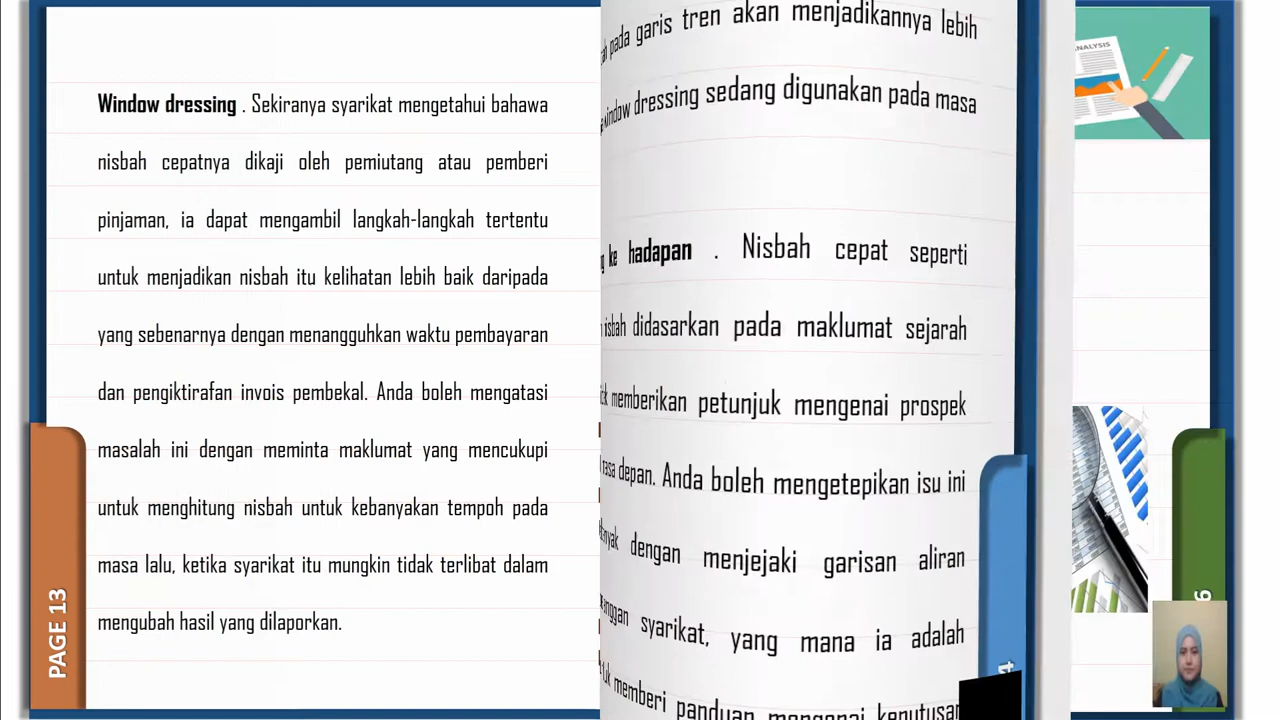 Window dressing . Sekiranya syarikat mengetahui bahawa
nisbah cepatnya dikaji oleh pemiutang atau pemberi
pinjaman, ia dapat mengambil langkah-langkah tertentu
untuk menjadikan nisbah itu kelihatan lebih baik daripada
yang sebenarnya dengan menangguhkan waktu pembayaran
dan pengiktirafan invois pembekal. Anda boleh mengatasi
masalah ini dengan meminta maklumat yang mencukupi
untuk menghitung nisbah untuk kebanyakan tempoh pada
masa lalu, ketika syarikat itu mungkin tidak terlibat dalam
mengubah hasil yang dilaporkan.
PAGE 13
pada garis tren akan menjadikannya lebih
window dressing sedang digunakan pada masa
ke hadapan . Nisbah cepat seperti
didasarkan pada maklumat sejarah
memberikan petunjuk mengenai prospek
depan. Anda boleh mengetepikan isu ini
dengan menjejaki garisan aliran
syarikat, yang mana ia adalah
memberi panduan mengenai keputusan
ANALYSIS
6